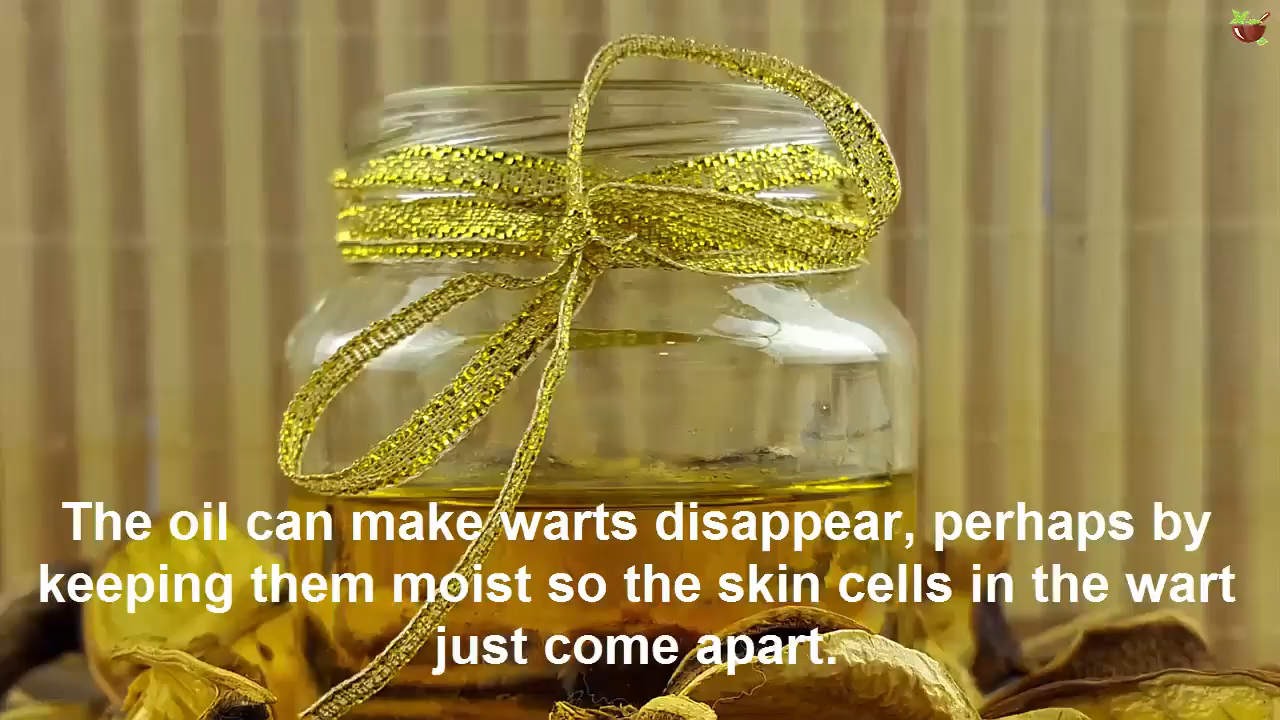 The oil can make warts disappear, perhaps by
keeping them moist so the skin cells in the wart
just come apart.